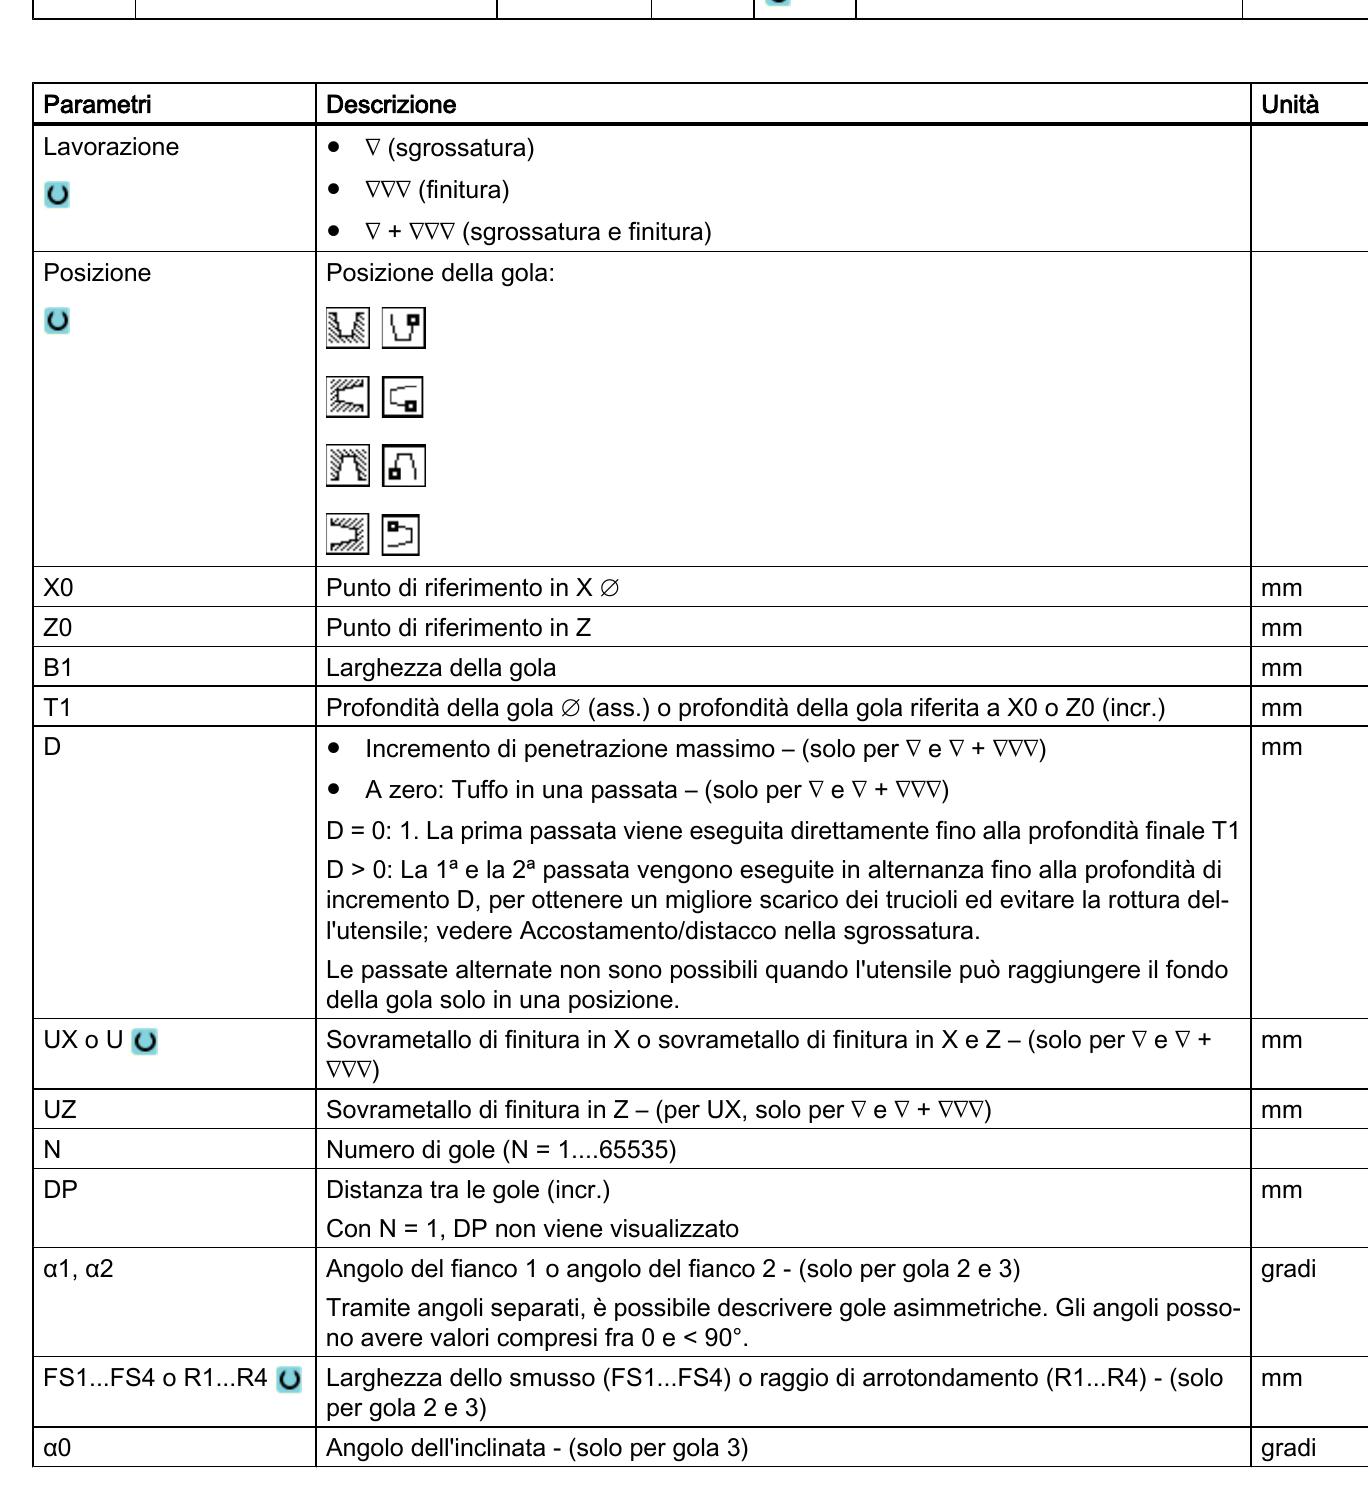 Parametri Descrizione Unità
Lavorazione
• ∇ (sgrossatura)
• ∇∇∇ (finitura)
• ∇ + ∇∇∇ (sgrossatura e finitura)
Posizione Posizione della gola:
X0 Punto di riferimento in X ∅ mm
Z0 Punto di riferimento in Z mm
B1 Larghezza della gola mm
T1 Profondità della gola ∅ (ass.) o profondità della gola riferita a X0 o Z0 (incr.) mm
D • Incremento di penetrazione massimo – (solo per ∇ e ∇ + ∇∇∇) mm
• A zero: Tuffo in una passata – (solo per ∇ e ∇ + ∇∇∇)
D = 0: 1. La prima passata viene eseguita direttamente fino alla profondità finale T1
D > 0: La 1ª e la 2ª passata vengono eseguite in alternanza fino alla profondità di
incremento D, per ottenere un migliore scarico dei trucioli ed evitare la rottura del-
l'utensile; vedere Accostamento/distacco nella sgrossatura.
Le passate alternate non sono possibili quando l'utensile può raggiungere il fondo
della gola solo in una posizione.
UX o U Sovrametallo di finitura in X o sovrametallo di finitura in X e Z – (solo per ∇ e ∇ + mm
∇∇∇)
UZ Sovrametallo di finitura in Z – (per UX, solo per ∇ e ∇ + ∇∇∇) mm
N Numero di gole (N = 1....65535)
DP Distanza tra le gole (incr.) mm
Con N = 1, DP non viene visualizzato
α1, α2 Angolo del fianco 1 o angolo del fianco 2 - (solo per gola 2 e 3) gradi
Tramite angoli separati, è possibile descrivere gole asimmetriche. Gli angoli posso-
no avere valori compresi fra 0 e < 90°.
FS1...FS4 o R1...R4 Larghezza dello smusso (FS1...FS4) o raggio di arrotondamento (R1...R4) - (solo mm
per gola 2 e 3)
α0 Angolo dell'inclinata - (solo per gola 3) gradi